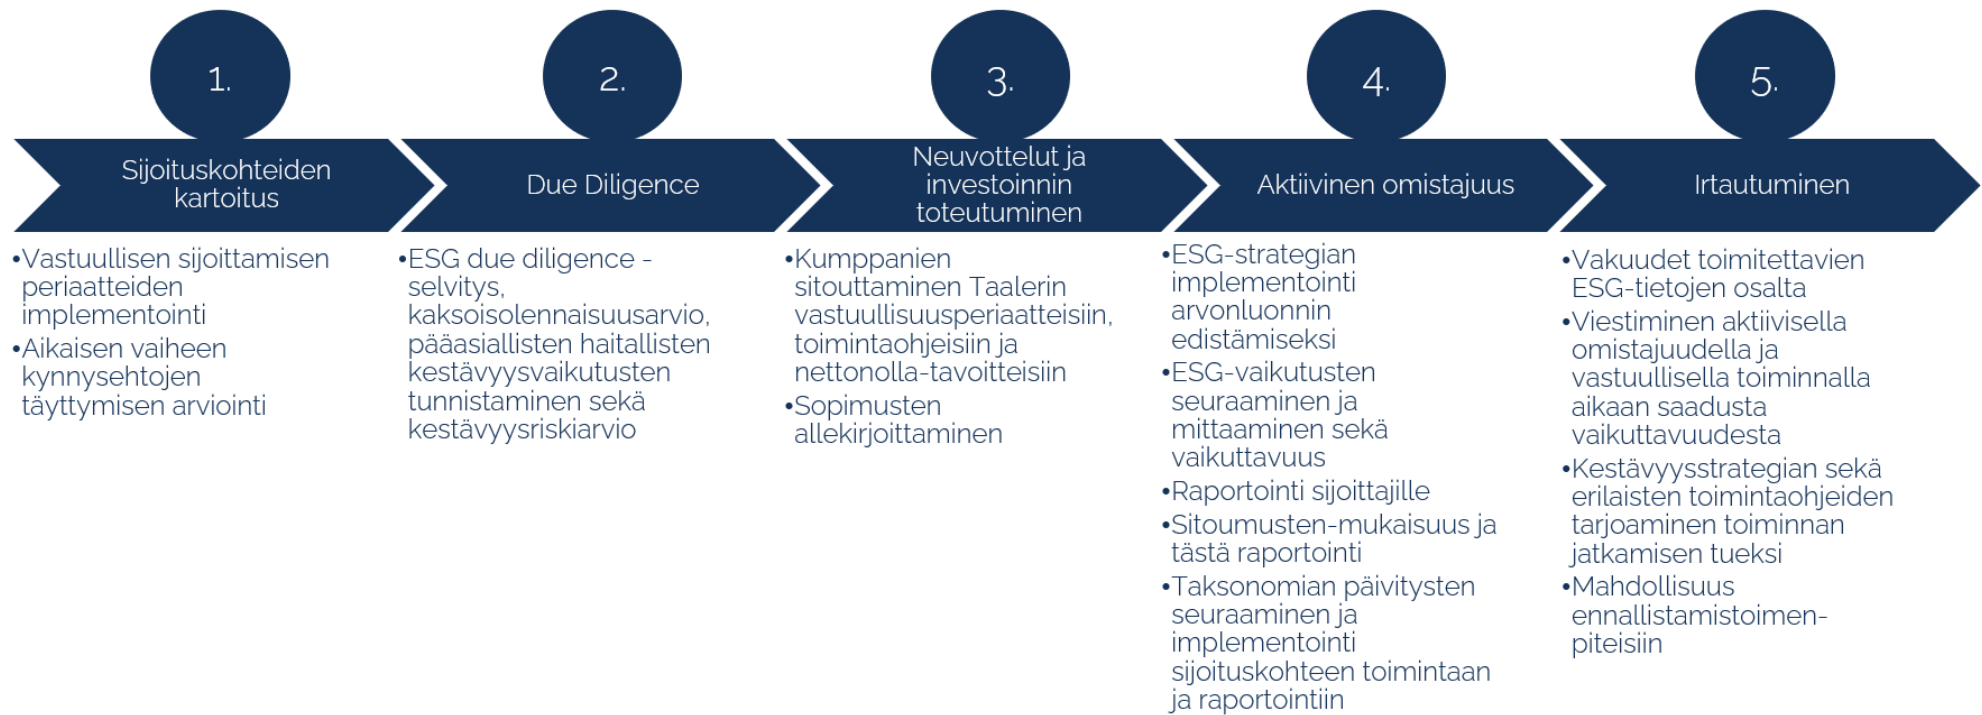 1.
Sijoituskohteiden
kartoitus
•Vastuullisen sijoittamisen
periaatteiden
implementointi
•Aikaisen vaiheen
kynnysehtojen
täyttymisen arviointi
2.
Due Diligence
•ESG due diligence -
selvitys,
kaksoisolennaisuusarvio,
pääasiallisten haitallisten
kestävyysvaikutusten
tunnistaminen sekä
kestävyysriskiarvio
3.
Neuvottelut ja
investoinnin
toteutuminen
•Kumppanien
sitouttaminen Taalerin
vastuullisuusperiaatteisiin,
toimintaohjeisiin ja
nettonolla-tavoitteisiin
•Sopimusten
allekirjoittaminen
4.
Aktiivinen omistajuus
•ESG-strategian
implementointi
arvonluonnin
edistämiseksi
•ESG-vaikutusten
seuraaminen ja
mittaaminen sekä
vaikuttavuus
•Raportointi sijoittajille
•Sitoumusten-mukaisuus ja
tästä raportointi
•Taksonomian päivitysten
seuraaminen ja
implementointi
sijoituskohteen toimintaan
ja raportointiin
5.
Irtautuminen
•Vakuudet toimitettavien
ESG-tietojen osalta
•Viestiminen aktiivisella
omistajuudella ja
vastuullisella toiminnalla
aikaan saadusta
vaikuttavuudesta
•Kestävyysstrategian sekä
erilaisten toimintaohjeiden
tarjoaminen toiminnan
jatkamisen tueksi
•Mahdollisuus
ennallistamistoimen-
piteisiin